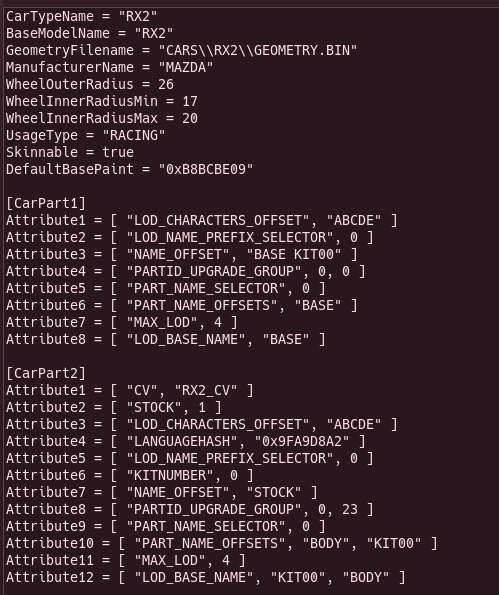 CarTypeName = "RX2"
BaseModelName = "RX2"
GeometryFilename = "CARS\\RX2\\GEOMETRY.BIN"
ManufacturerName = "MAZDA"
WheelOuterRadius = 26
WheelInnerRadiusMin = 17
WheelInnerRadiusMax = 20
UsageType = "RACING"
Skinnable = true
DefaultBasePaint = "0xB8BCBE09"

[CarPart1]
Attribute1 = [ "LOD_CHARACTERS_OFFSET", "ABCDE" ]
Attribute2 = [ "LOD_NAME_PREFIX_SELECTOR", 0 ]
Attribute3 = [ "NAME_OFFSET", "BASE KIT00" ]
Attribute4 = [ "PARTID_UPGRADE_GROUP", 0, 0 ]
Attribute5 = [ "PART_NAME_SELECTOR", 0 ]
Attribute6 = [ "PART_NAME_OFFSETS", "BASE" ]
Attribute7 = [ "MAX_LOD", 4 ]
Attribute8 = [ "LOD_BASE_NAME", "BASE" ]

[CarPart2]
Attribute1 = [ "CV", "RX2_CV" ]
Attribute2 = [ "STOCK", 1 ]
Attribute3 = [ "LOD_CHARACTERS_OFFSET", "ABCDE" ]
Attribute4 = [ "LANGUAGEHASH", "0x9FA9D8A2" ]
Attribute5 = [ "LOD_NAME_PREFIX_SELECTOR", 0 ]
Attribute6 = [ "KITNUMBER", 0 ]
Attribute7 = [ "NAME_OFFSET", "STOCK" ]
Attribute8 = [ "PARTID_UPGRADE_GROUP", 0, 23 ]
Attribute9 = [ "PART_NAME_SELECTOR", 0 ]
Attribute10 = [ "PART_NAME_OFFSETS", "BODY", "KIT00" ]
Attribute11 = [ "MAX_LOD", 4 ]
Attribute12 = [ "LOD_BASE_NAME", "KIT00", "BODY" ]